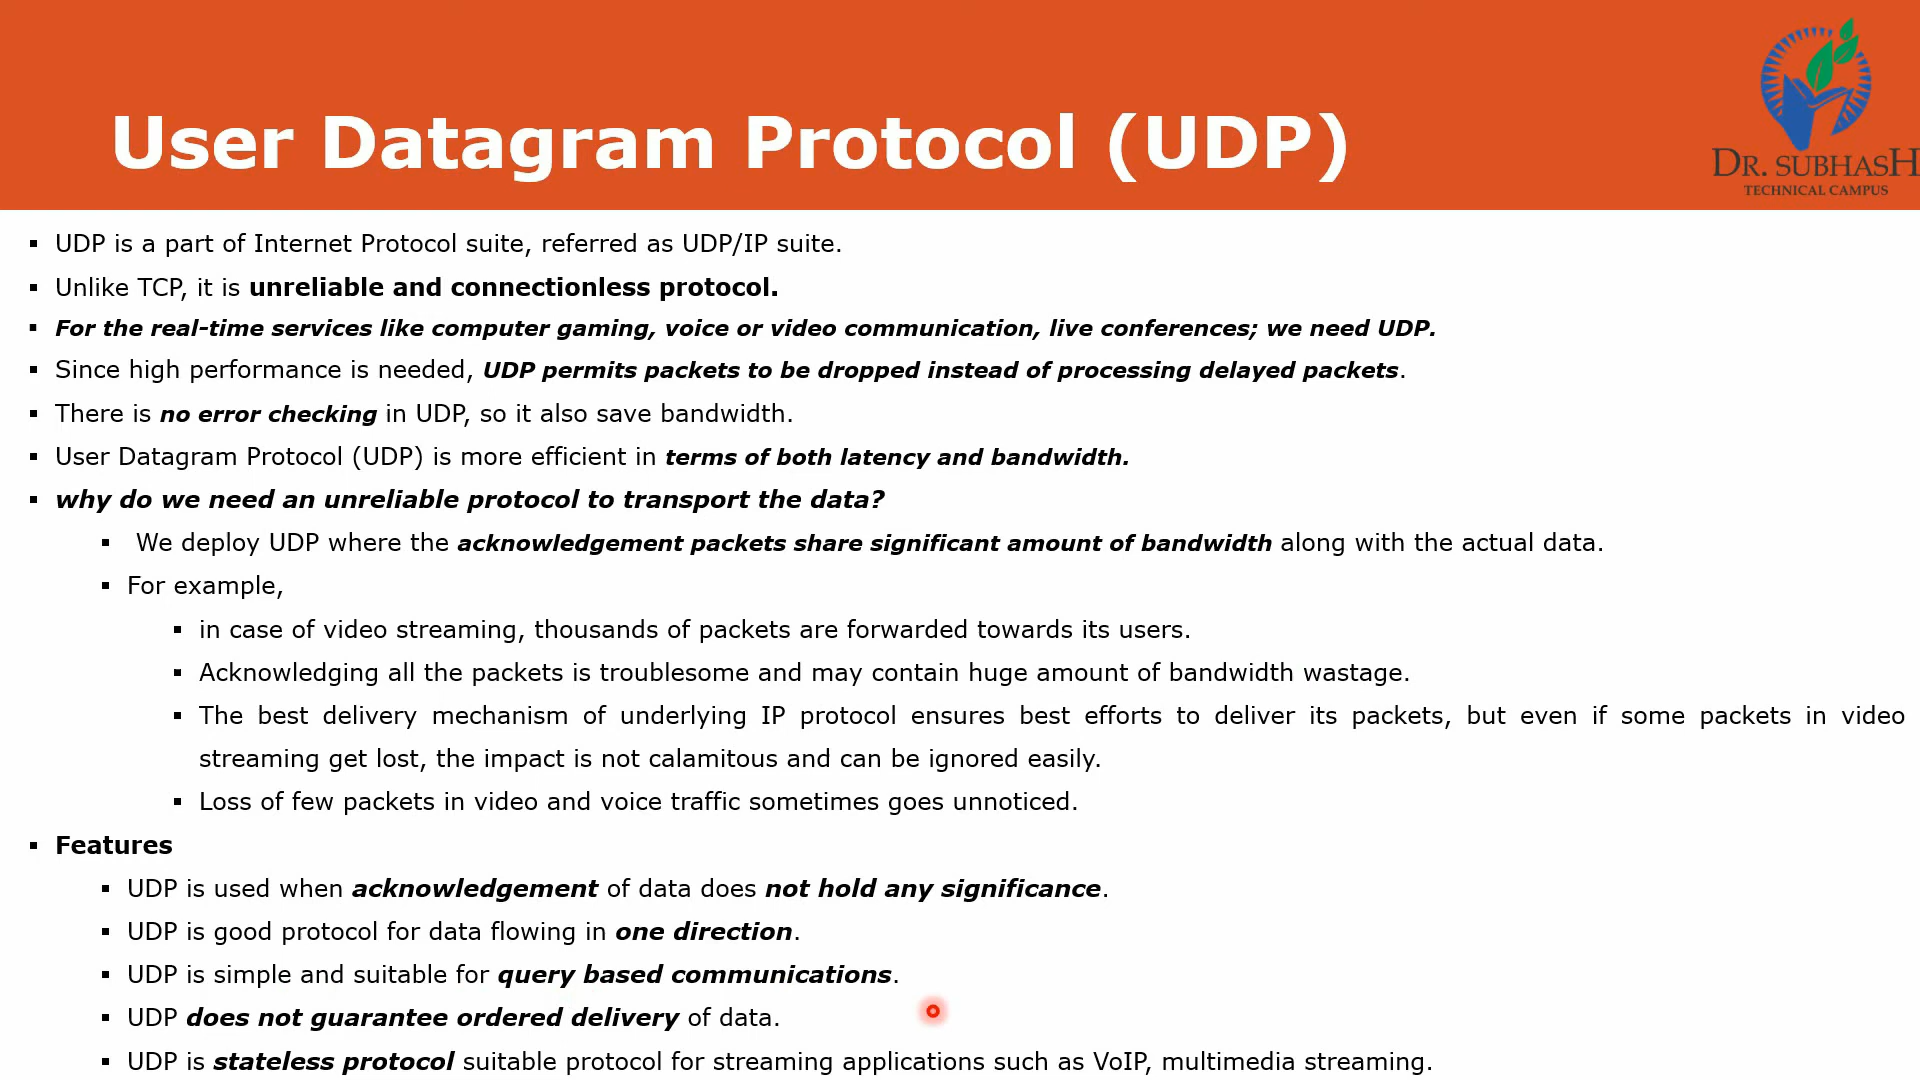 DR. SUBHASH
TECHNICAL CAMPUS
User Datagram Protocol (UDP)
▪ UDP is a part of Internet Protocol suite, referred as UDP/IP suite.
▪ Unlike TCP, it is unreliable and connectionless protocol.
▪ For the real-time services like computer gaming, voice or video communication, live conferences; we need UDP.
▪ Since high performance is needed, UDP permits packets to be dropped instead of processing delayed packets.
▪ There is no error checking in UDP, so it also save bandwidth.
▪ User Datagram Protocol (UDP) is more efficient in terms of both latency and bandwidth.
▪ why do we need an unreliable protocol to transport the data?
▪ We deploy UDP where the acknowledgement packets share significant amount of bandwidth along with the actual data.
▪ For example,
▪ in case of video streaming, thousands of packets are forwarded towards its users.
▪ Acknowledging all the packets is troublesome and may contain huge amount of bandwidth wastage.
▪ The best delivery mechanism of underlying IP protocol ensures best efforts to deliver its packets, but even if some packets in video
streaming get lost, the impact is not calamitous and can be ignored easily.
▪ Loss of few packets in video and voice traffic sometimes goes unnoticed.
▪ Features
▪ UDP is used when acknowledgement of data does not hold any significance.
▪ UDP is good protocol for data flowing in one direction.
▪ UDP is simple and suitable for query based communications.
▪ UDP does not guarantee ordered delivery of data.
▪ UDP is stateless protocol suitable protocol for streaming applications such as VoIP, multimedia streaming.